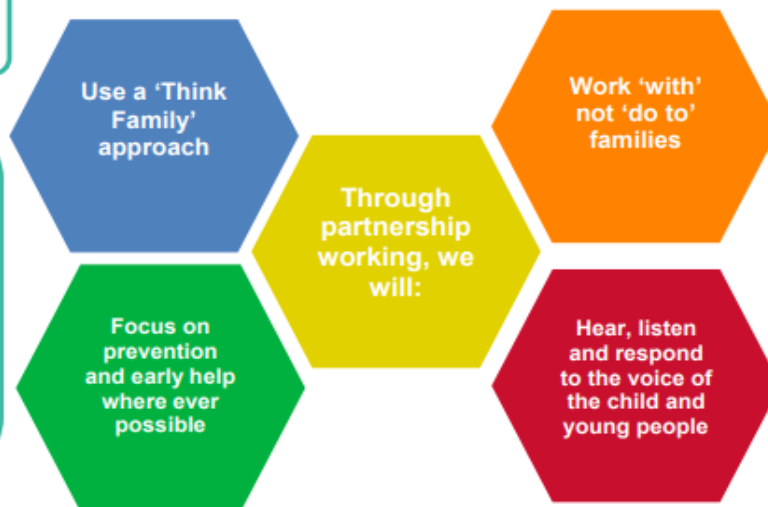 Use a ‘Think
Family’
approach
Work ‘with’
not ‘do to’
families
Through
partnership
working, we
will:
Focus on
prevention
and early help
where ever
possible
Hear, listen
and respond
to the voice of
the child and
young people